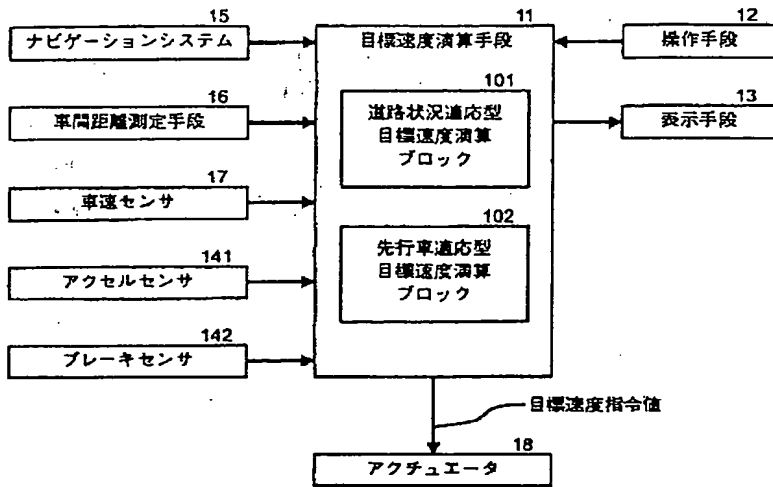 15
ナビゲーションシステム
16
車間距離測定手段
17
車速センサ
141
アクセルセンサ
142
ブレーキセンサ
11
目標速度演算手段
101
道路状況適応型
目標速度演算
ブロック
102
先行車適応型
目標速度演算
ブロック
12
操作手段
13
表示手段
目標速度指令値
18
アクチュエータ